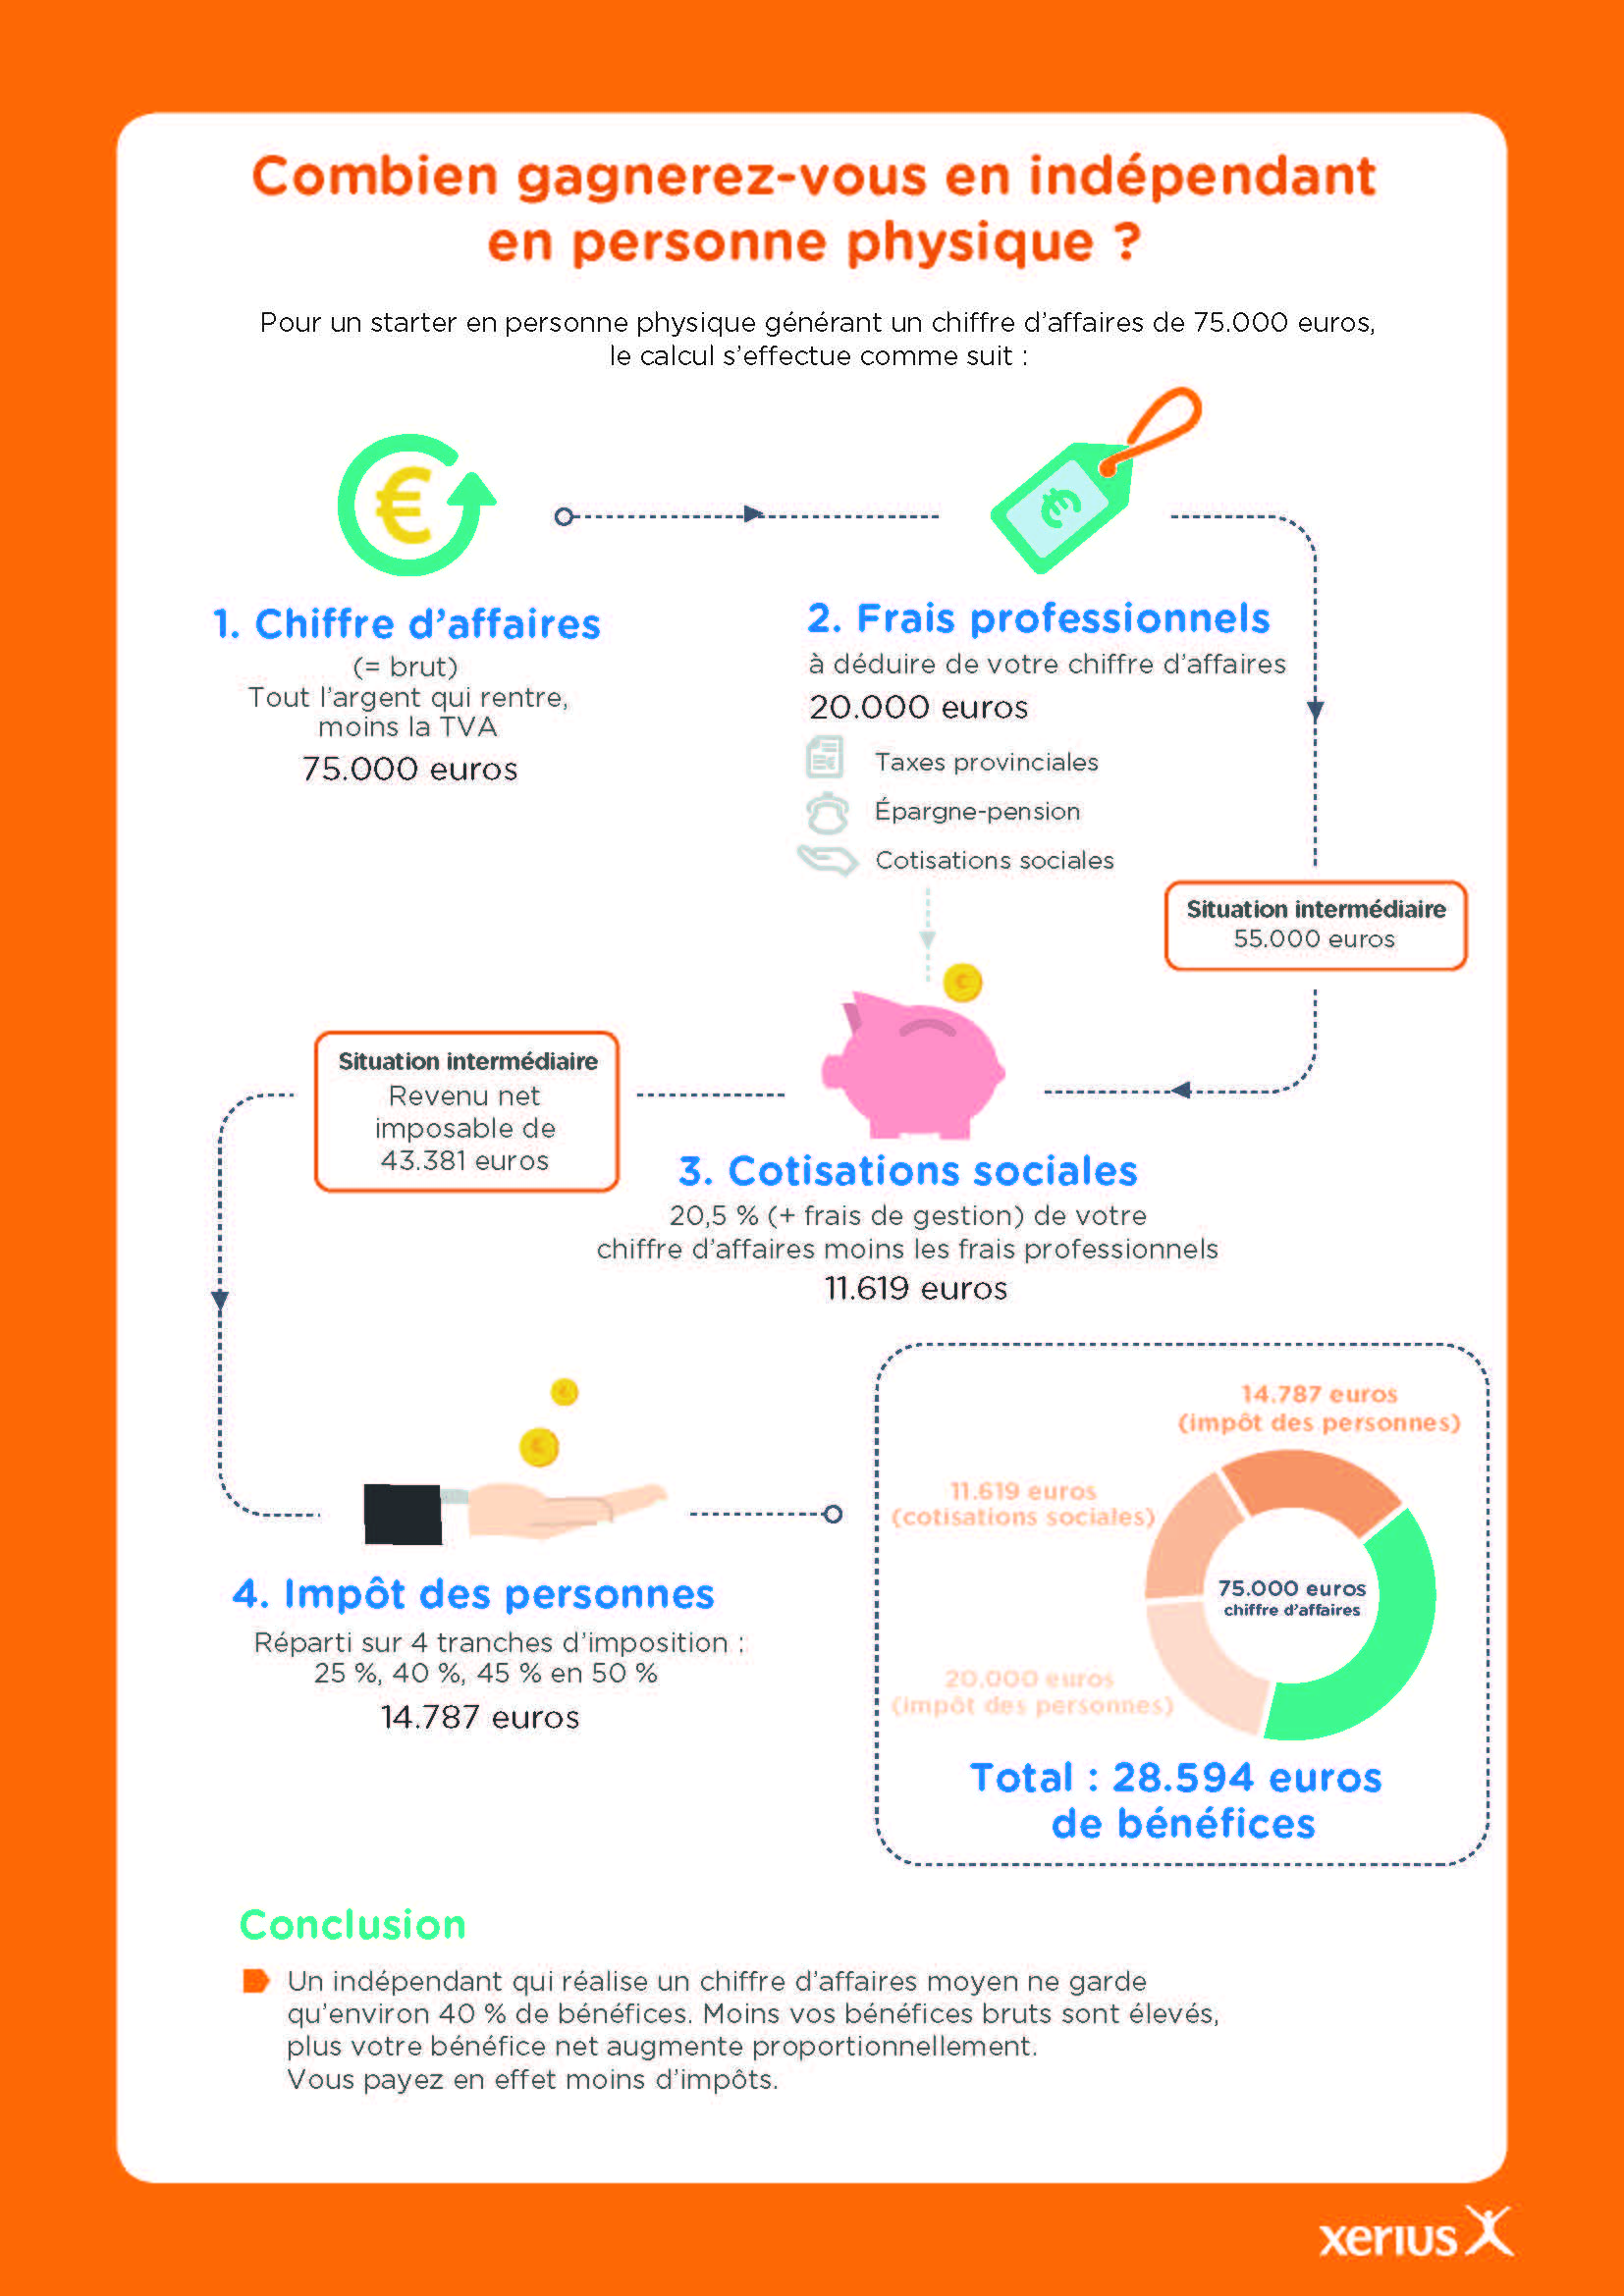 Combien gagnerez-vous en indépendant
en personne physique ?
Pour un starter en personne physique générant un chiffre d'affaires de 75.000 euros,
le calcul s'effectue comme suit :
1. Chiffre d'affaires
(= brut)
Tout l'argent qui rentre,
moins la TVA
75.000 euros
2. Frais professionnels
à déduire de votre chiffre d'affaires
20.000 euros
Taxes provinciales
Épargne-pension
Cotisations sociales
Situation intermédiaire
55.000 euros
Situation intermédiaire
Revenu net
imposable de
43.381 euros
3. Cotisations sociales
20,5 % (+ frais de gestion) de votre
chiffre d'affaires moins les frais professionnels
11.619 euros
4. Impôt des personnes
Réparti sur 4 tranches d'imposition :
25 %, 40 %, 45 % en 50 %
14.787 euros
14.787 euros
(impôt des personnes)
11.619 euros
(cotisations sociales)
75.000 euros
chiffre d'affaires
20.000 euros
(impôt des personnes)
Total : 28.594 euros
de bénéfices
Conclusion
Un indépendant qui réalise un chiffre d'affaires moyen ne garde
qu'environ 40 % de bénéfices. Moins vos bénéfices bruts sont élevés,
plus votre bénéfice net augmente proportionnellement.
Vous payez en effet moins d'impôts.
xerius